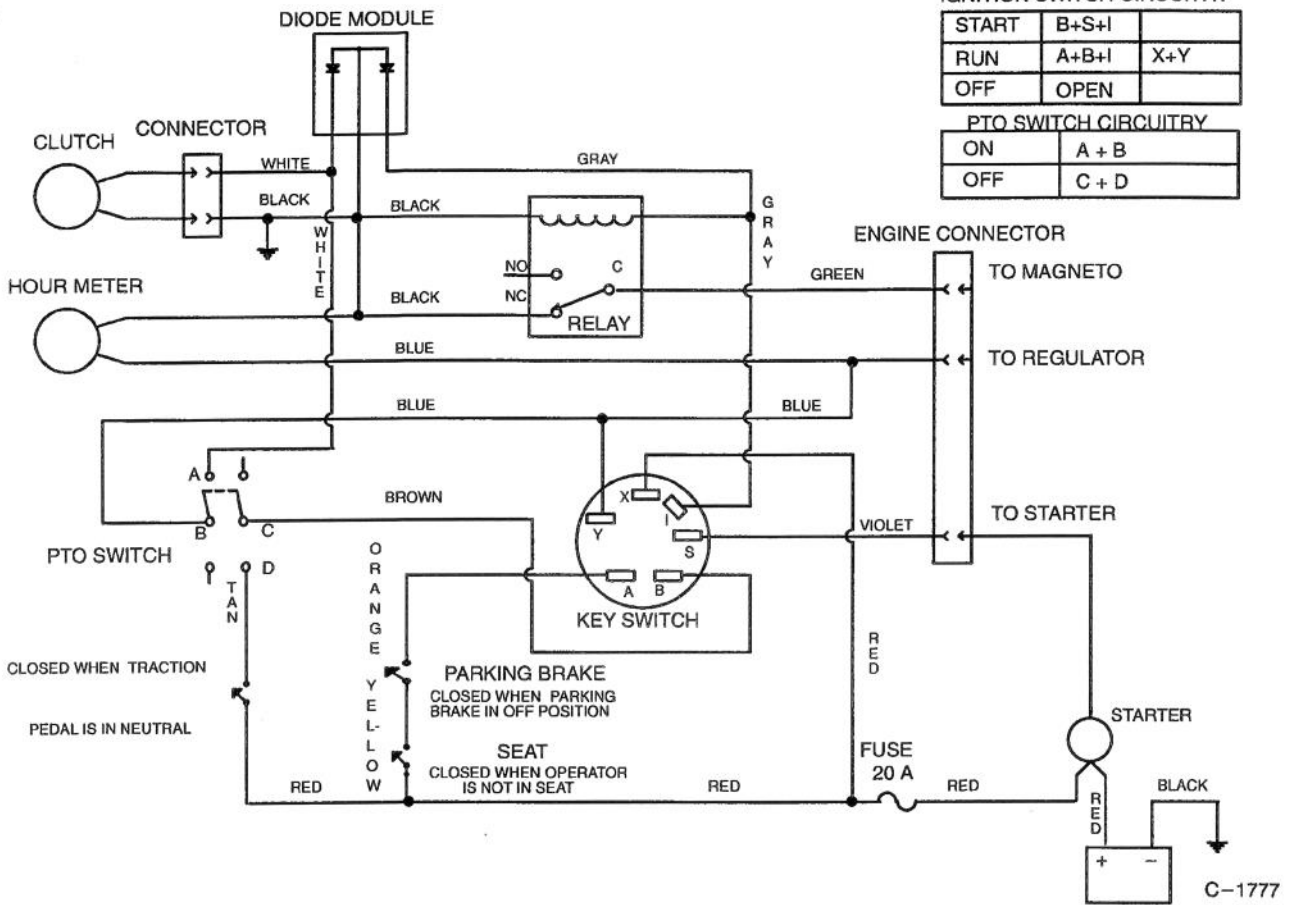 DIODE MODULE
START B+S+I
RUN A+B+I X+Y
OFF OPEN
PTO SWITCH CIRCUITRY
ON A + B
OFF C + D
CLUTCH
CONNECTOR
WHITE
GRAY
BLACK
BLACK
WHITE
GRAY
ENGINE CONNECTOR
HOUR METER
NO
C
GREEN
TO MAGNETO
NC
BLACK
RELAY
BLUE
TO REGULATOR
BLUE
BLUE
A
X
I
BROWN
VIOLET
TO STARTER
B
C
Y
S
PTO SWITCH
D
TAN
ORANGE
A
B
KEY SWITCH
RED
CLOSED WHEN TRACTION
PEDAL IS IN NEUTRAL
PARKING BRAKE
CLOSED WHEN PARKING
BRAKE IN OFF POSITION
YEL-LOW
STARTER
SEAT
CLOSED WHEN OPERATOR
IS NOT IN SEAT
FUSE
20 A
RED
RED
RED
RED
BLACK
+ −
C-1777